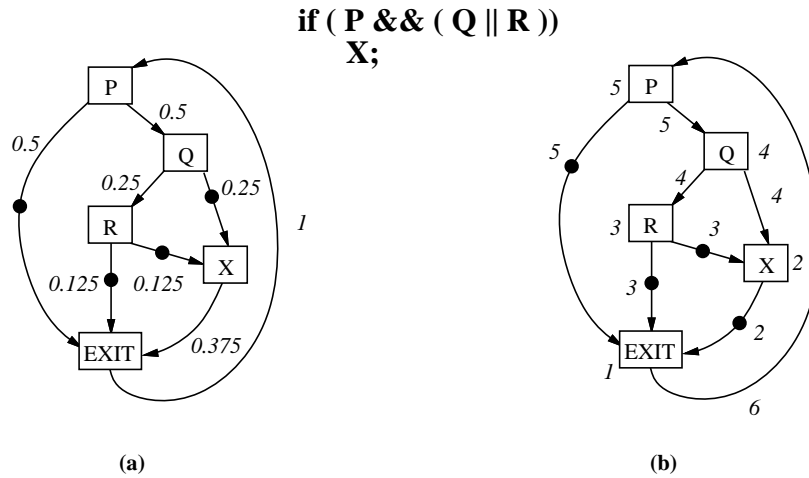 if ( P && ( Q || R ))
X;
P
0.5
0.5
Q
0.25
0.25
R
1
X
0.125
0.125
0.375
EXIT
(a)
5 P
5
5
Q 4
4
4
3 R
3
X 2
3
2
EXIT
1
6
(b)